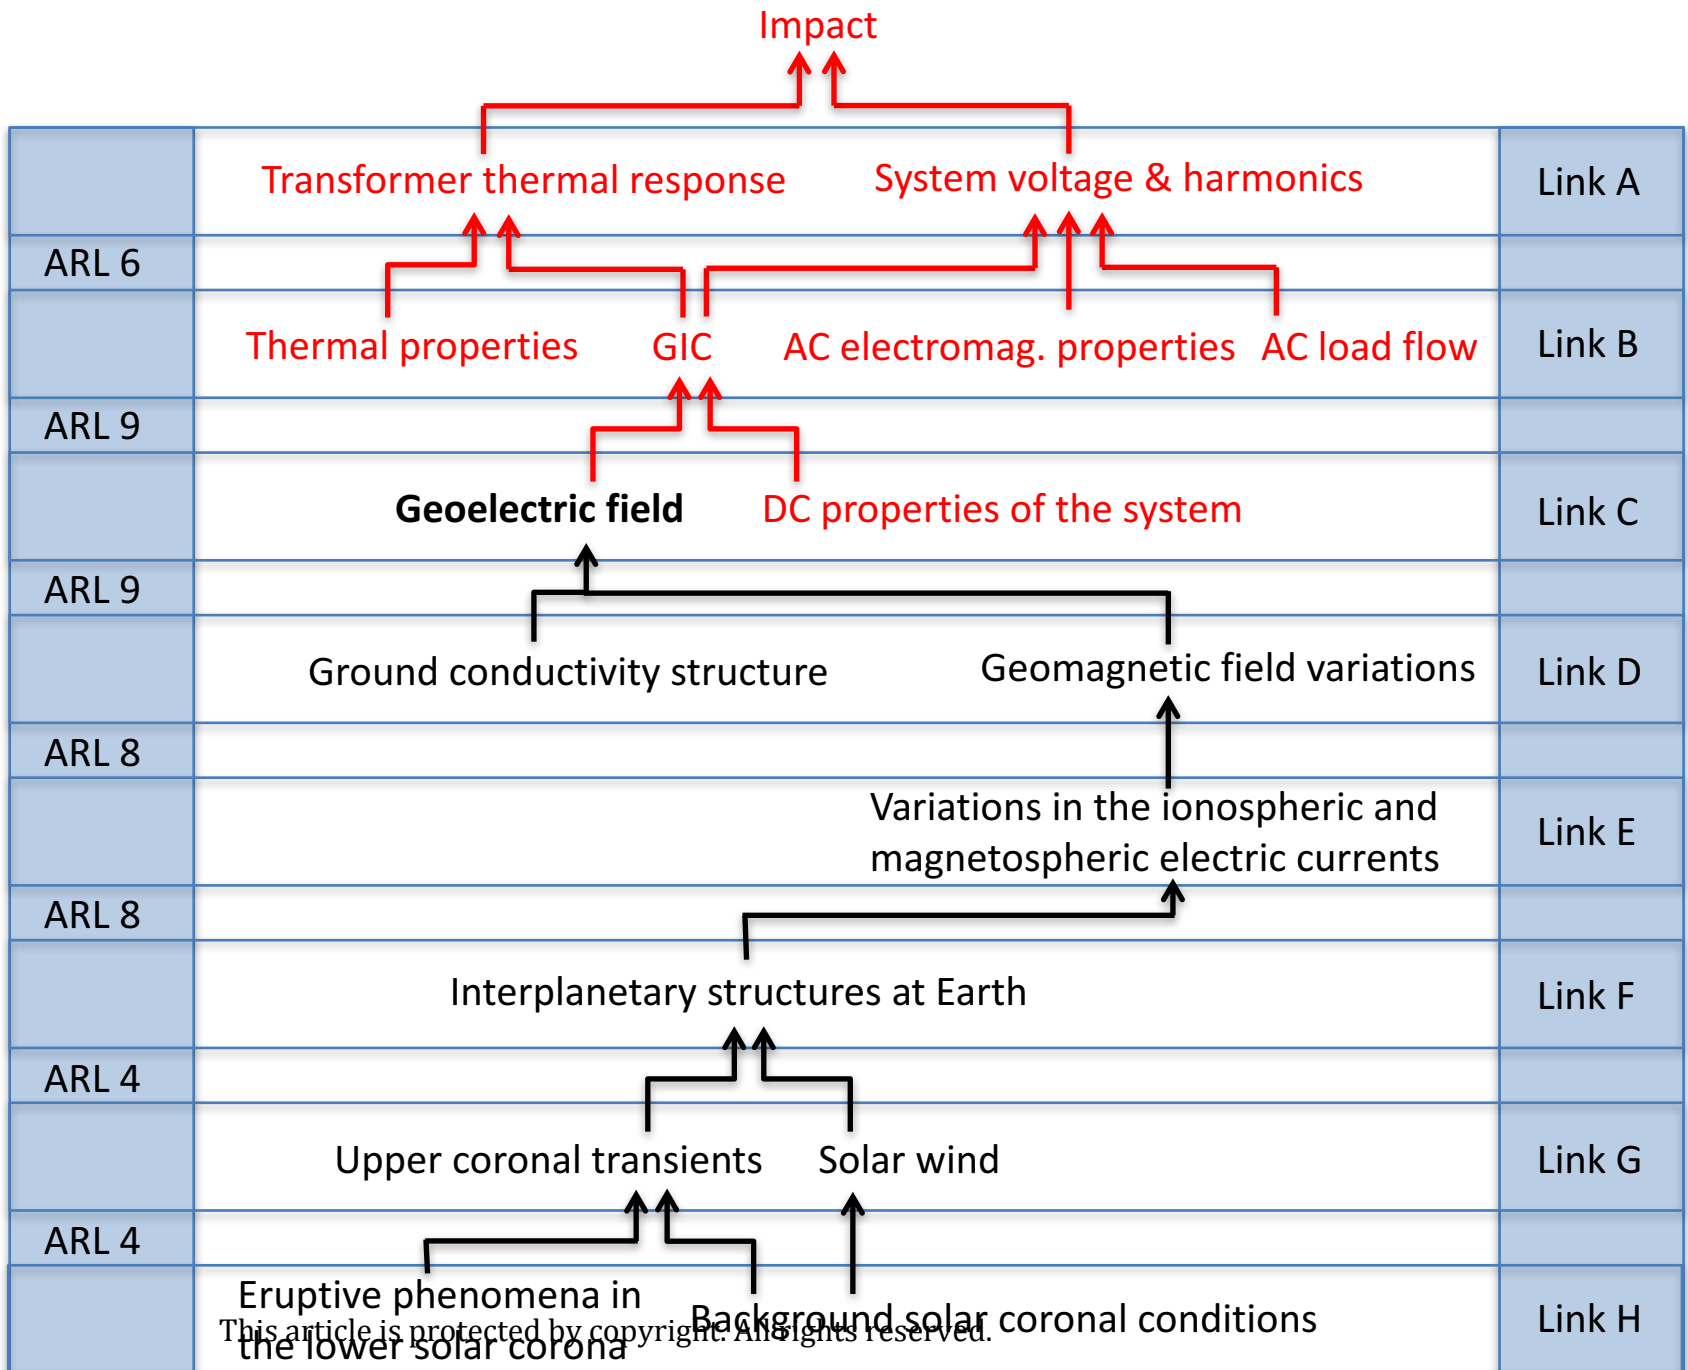 Impact
Transformer thermal response
System voltage & harmonics
Link A
ARL 6
Thermal properties
GIC
AC electromag. properties
AC load flow
Link B
ARL 9
Geoelectric field
DC properties of the system
Link C
ARL 9
Ground conductivity structure
Geomagnetic field variations
Link D
ARL 8
Variations in the ionospheric and
magnetospheric electric currents
Link E
ARL 8
Interplanetary structures at Earth
Link F
ARL 4
Upper coronal transients
Solar wind
Link G
ARL 4
Eruptive phenomena in
the lower solar corona
Background solar coronal conditions
Link H
This article is protected by copyright. All rights reserved.